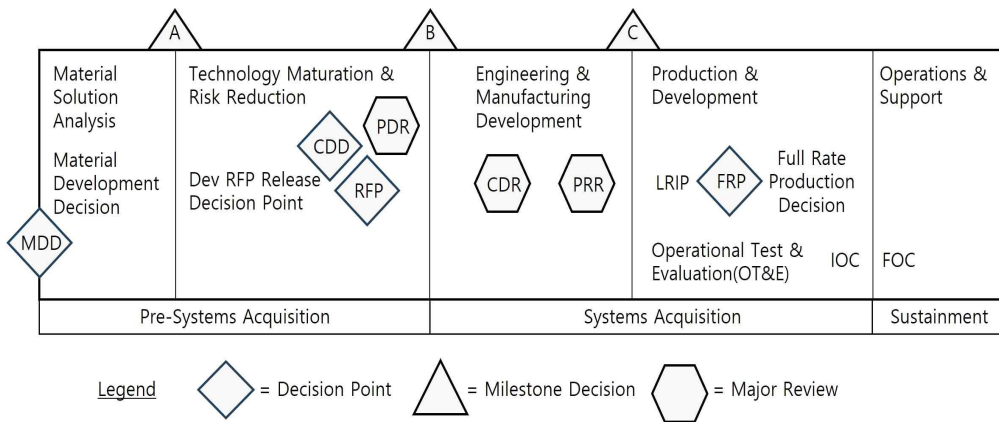 A
B
C
Material
Solution
Analysis
Material
Development
Decision
MDD
Technology Maturation &
Risk Reduction
CDD
PDR
Dev RFP Release
Decision Point
RFP
Engineering &
Manufacturing
Development
CDR
PRR
Production &
Development
LRIP
FRP
Full Rate
Production
Decision
Operational Test &
Evaluation(OT&E)
IOC
Operations &
Support
FOC
Pre-Systems Acquisition
Systems Acquisition
Sustainment
Legend
= Decision Point
= Milestone Decision
= Major Review